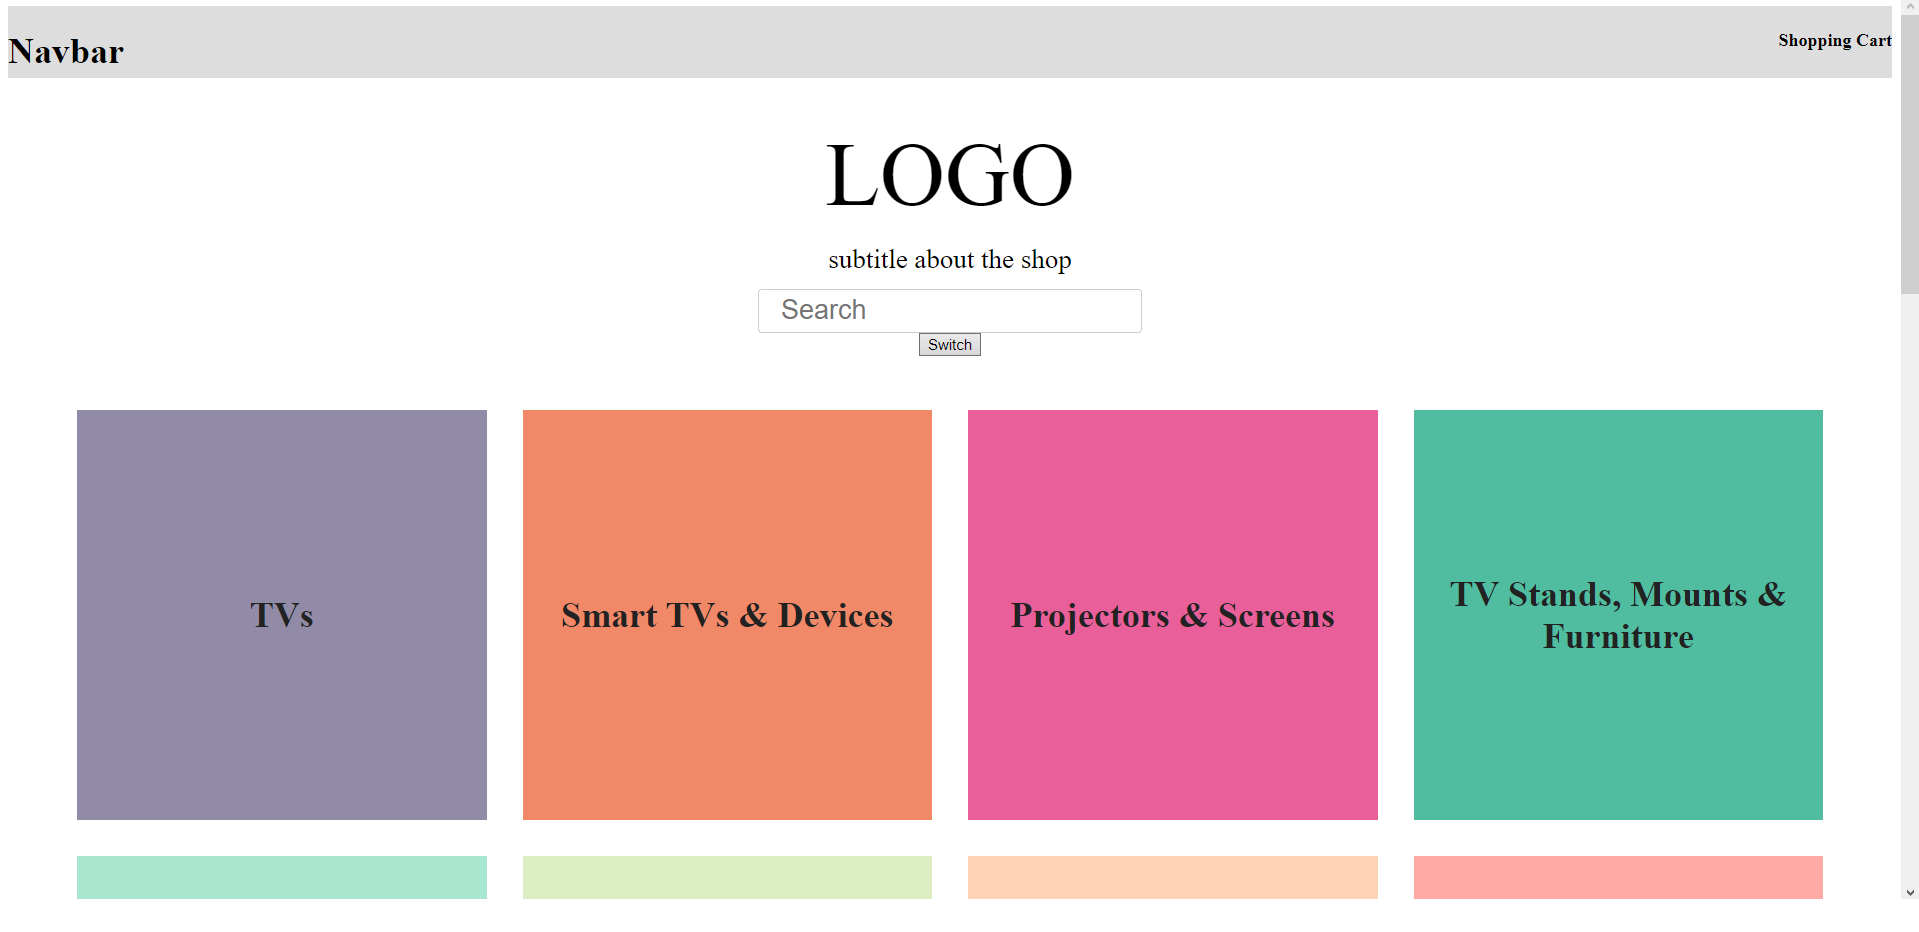 Navbar
Shopping Cart
LOGO
subtitle about the shop
Search
Switch
TVs
Smart TVs & Devices
Projectors & Screens
TV Stands, Mounts &
Furniture